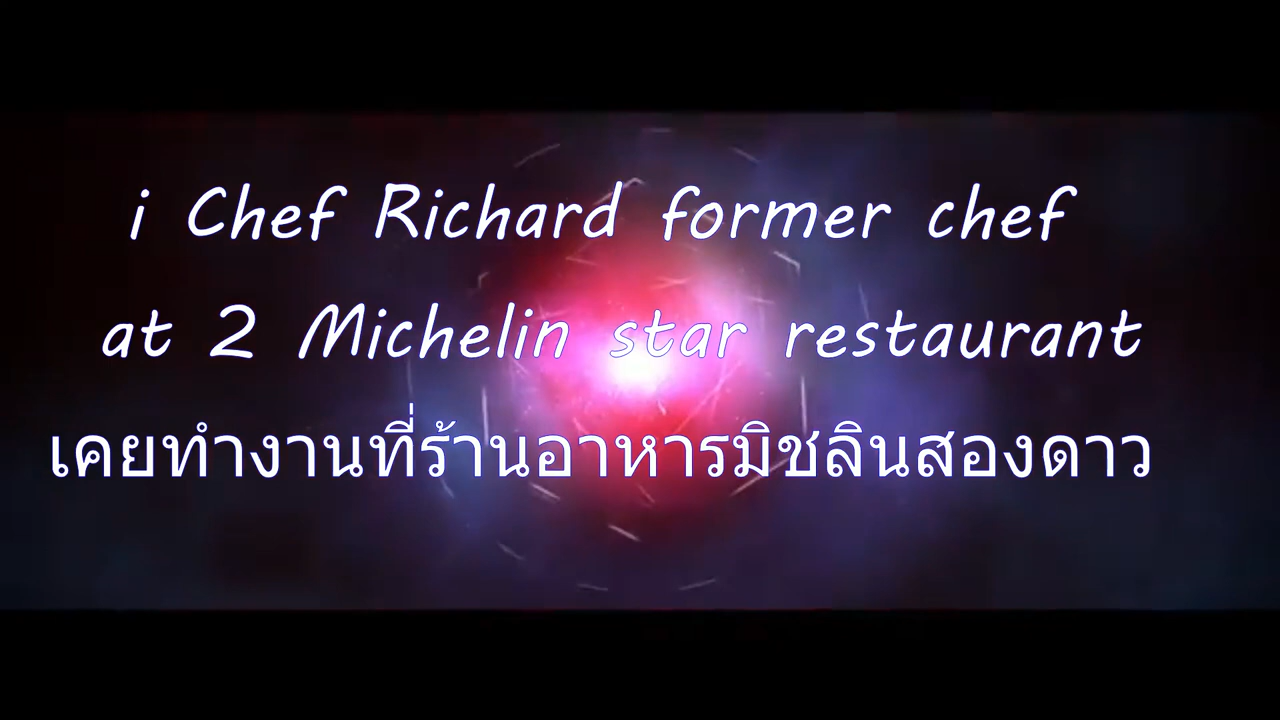 i Chef Richard former chef
at 2 Michelin star restaurant
เคยทำงานที่ร้านอาหารมิชลินสองดาว